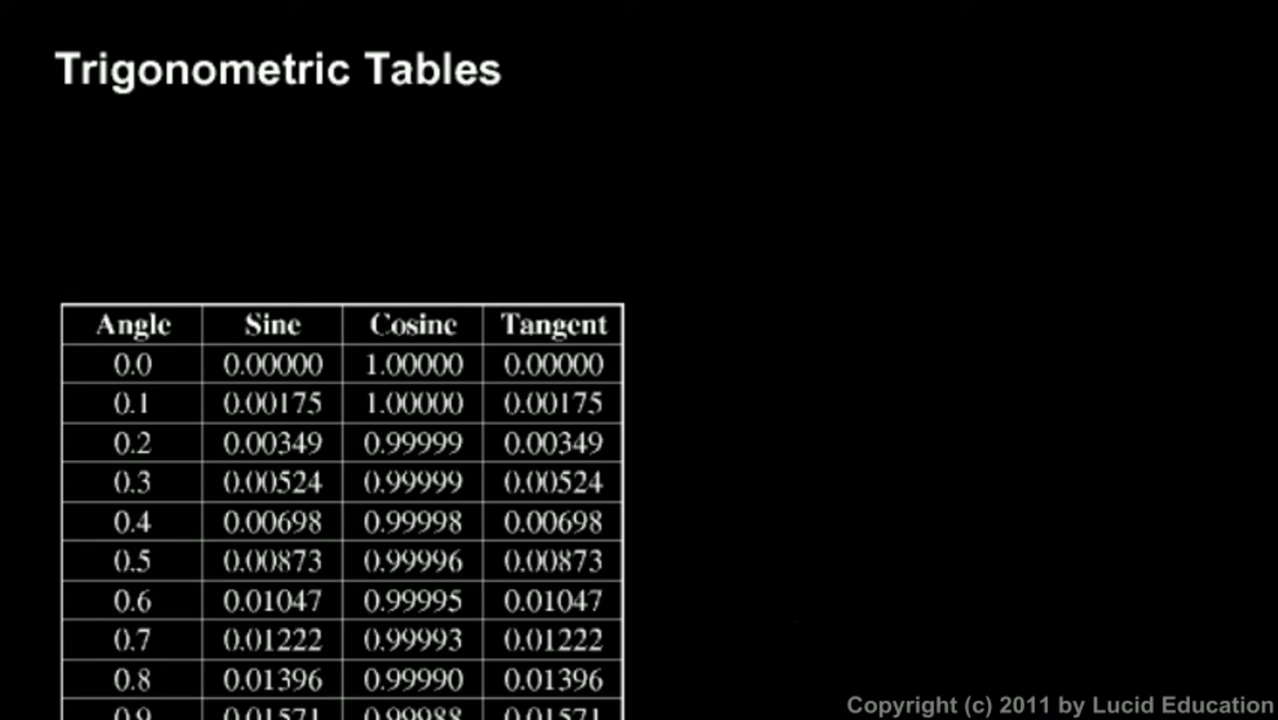 Trigonometric Tables
Angle Sine Cosine Tangent
0.0 0.00000 1.00000 0.00000
0.1 0.00175 1.00000 0.00175
0.2 0.00349 0.99999 0.00349
0.3 0.00524 0.99999 0.00524
0.4 0.00698 0.99998 0.00698
0.5 0.00873 0.99996 0.00873
0.6 0.01047 0.99995 0.01047
0.7 0.01222 0.99993 0.01222
0.8 0.01396 0.99990 0.01396
0.9 0.01571 0.99988 0.01571
Copyright (c) 2011 by Lucid Education